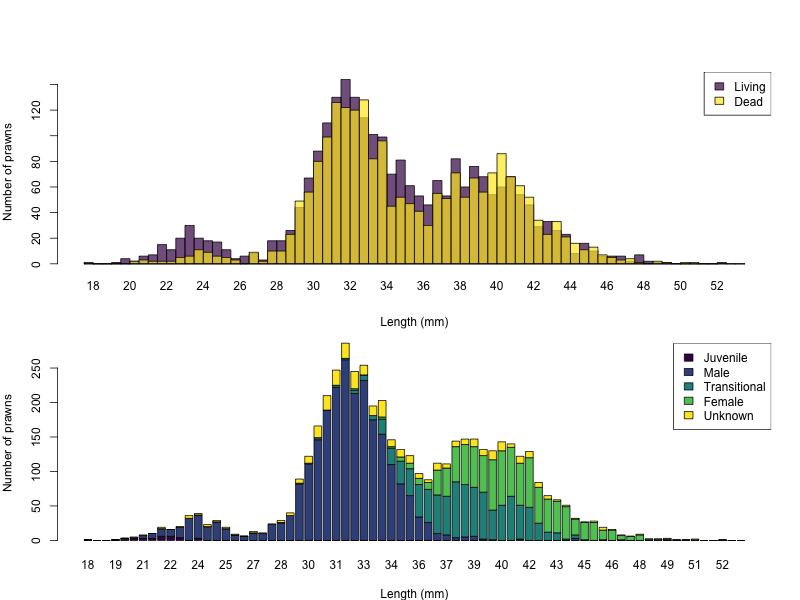 Number of prawns
120
80
60
40
20
0
18 20 22 24 26 28 30 32 34 36 38 40 42 44 46 48 50 52
Length (mm)
Living
Dead
Number of prawns
250
200
150
100
50
0
18 19 21 22 24 25 26 28 29 30 31 33 34 35 37 39 40 42 43 45 46 48 49 51 52
Length (mm)
Juvenile
Male
Transitional
Female
Unknown